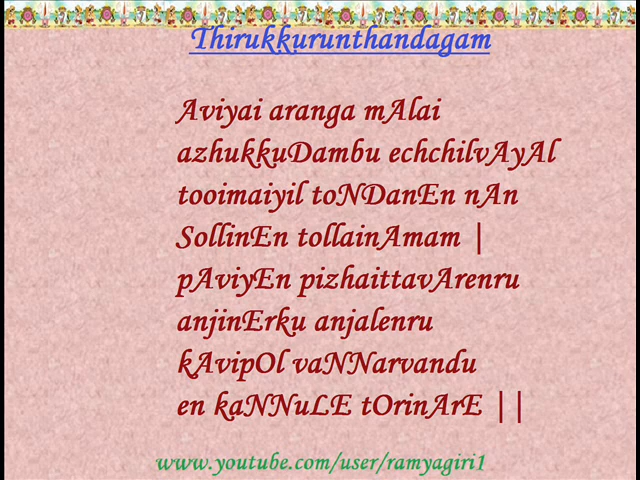 Thirukkurunthandagam
Aviyai aranga mAlai
azhukkuDambu echchilvAyAl
tooimaiyil toNDanEn nAn
SollinEn tollainAmam |
pAviyEn pizhaittavArenru
anjinErku anjalenru
kAvipOl vaNNarvandu
en kaNNuLE tOrinArE ||
www.youtube.com/user/ramyagiri1